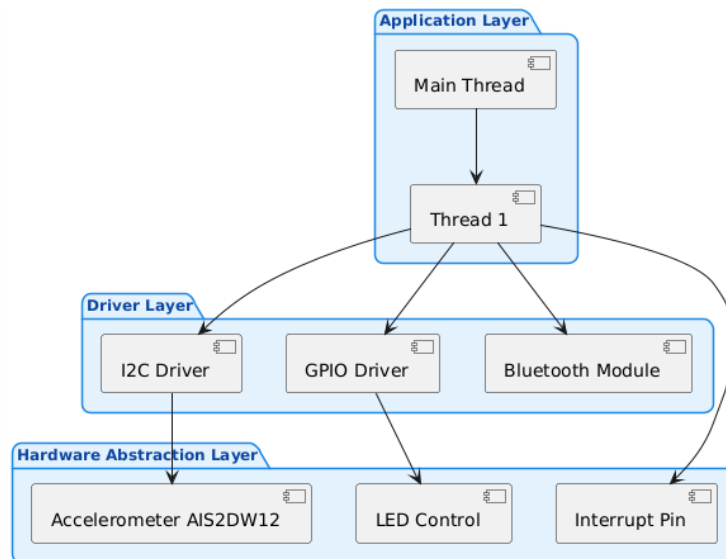 Application Layer
Main Thread
Thread 1
Driver Layer
I2C Driver
GPIO Driver
Bluetooth Module
Hardware Abstraction Layer
Accelerometer AIS2DW12
LED Control
Interrupt Pin